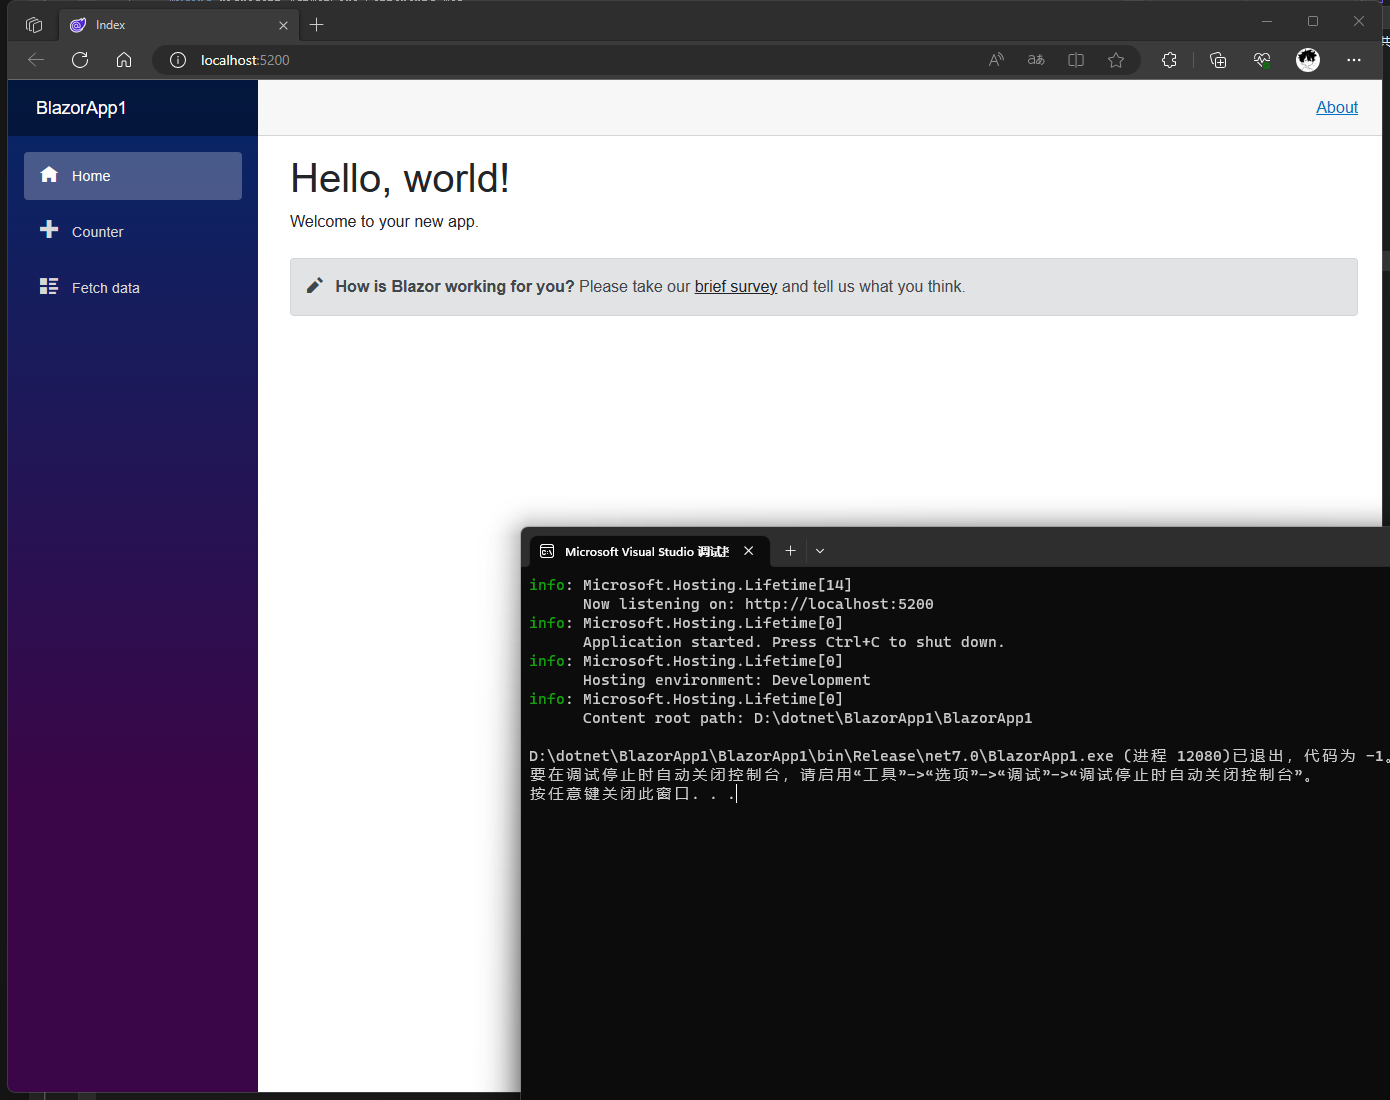 Index
localhost:5200
BlazorApp1
About
Home
Counter
Fetch data
Hello, world!
Welcome to your new app.
How is Blazor working for you? Please take our brief survey and tell us what you think.
Microsoft Visual Studio 调试
info: Microsoft.Hosting.Lifetime[14]
Now listening on: http://localhost:5200
info: Microsoft.Hosting.Lifetime[0]
Application started. Press Ctrl+C to shut down.
info: Microsoft.Hosting.Lifetime[0]
Hosting environment: Development
info: Microsoft.Hosting.Lifetime[0]
Content root path: D:\dotnet\BlazorApp1\BlazorApp1
D:\dotnet\BlazorApp1\BlazorApp1\bin\Release\net7.0\BlazorApp1.exe (进程 12080)已退出，代码为 -1。
要在调试停止时自动关闭控制台，请启用“工具”->“选项”->“调试”->“调试停止时自动关闭控制台”。
按任意键关闭此窗口. . .